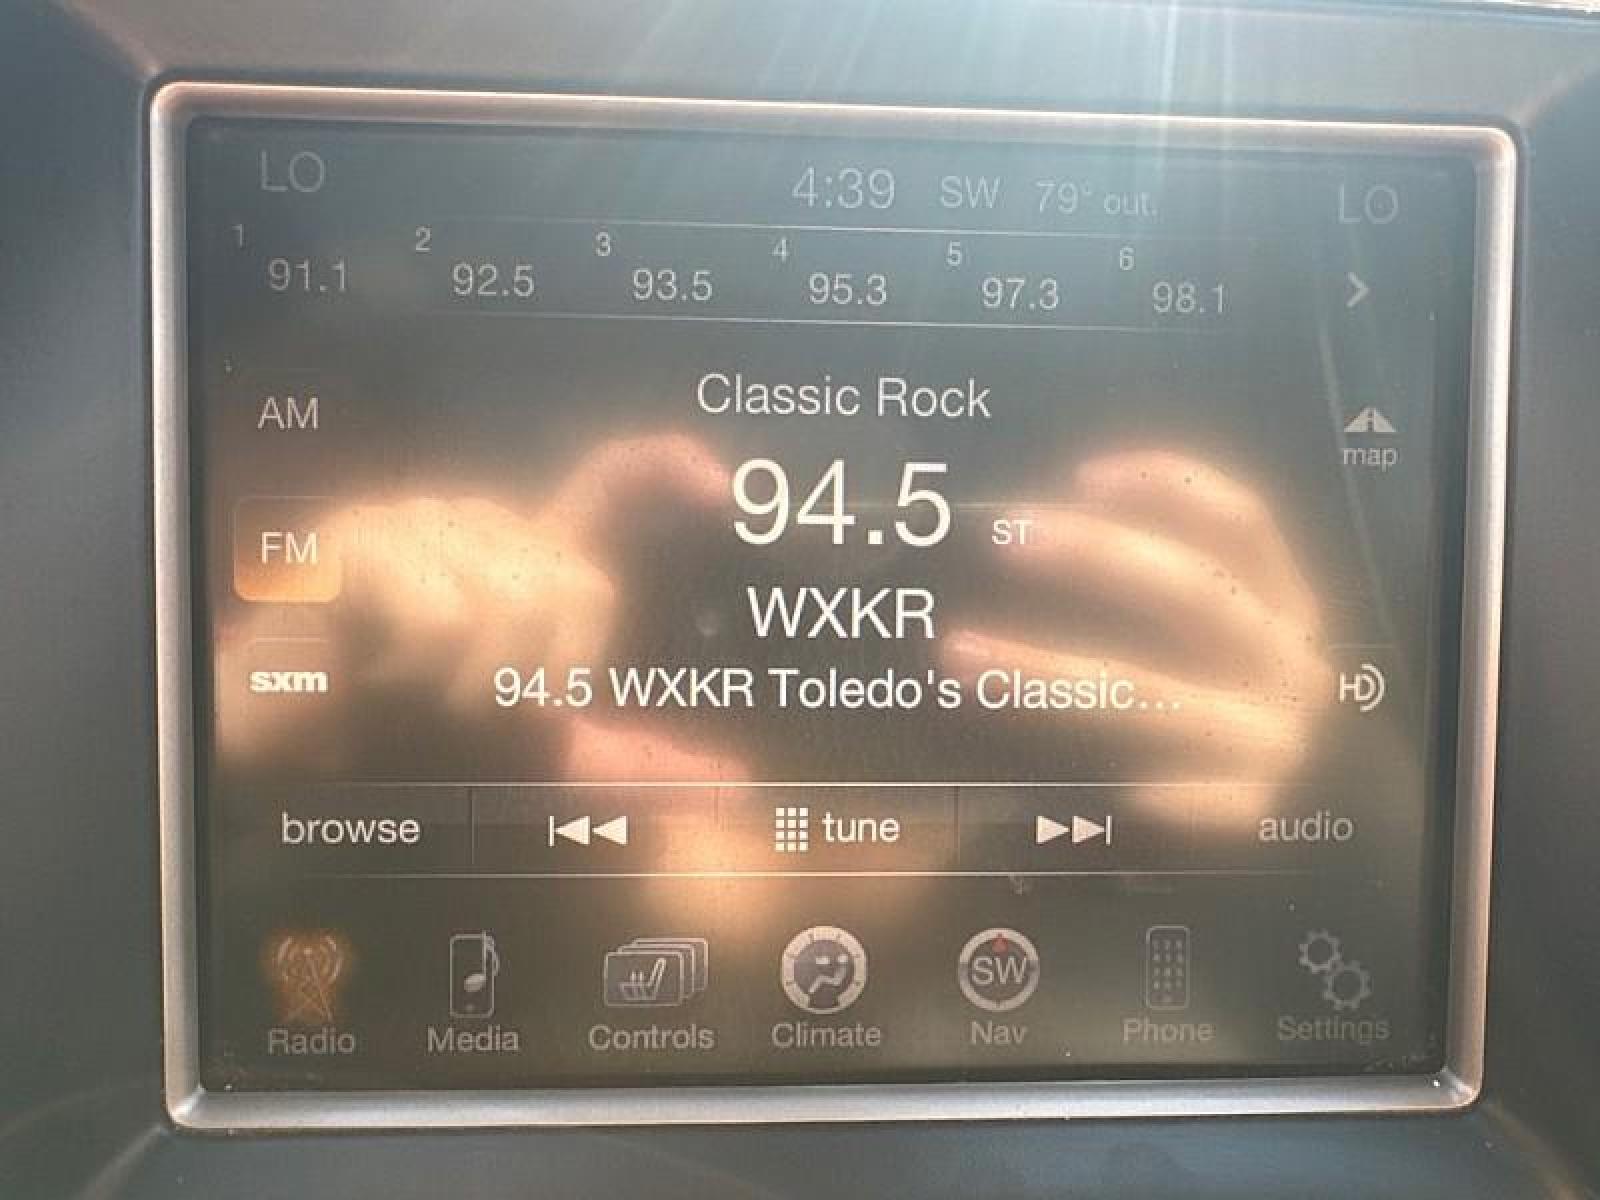 LO 4:39 SW 79° out. LO
1 2 3 4 5 6
91.1 92.5 93.5 95.3 97.3 98.1
Classic Rock
AM
map
94.5 ST
FM
WXKR
sxm 94.5 WXKR Toledo's Classic... HD
browse tune audio
SW
Radio Media Controls Climate Nav Phone Settings